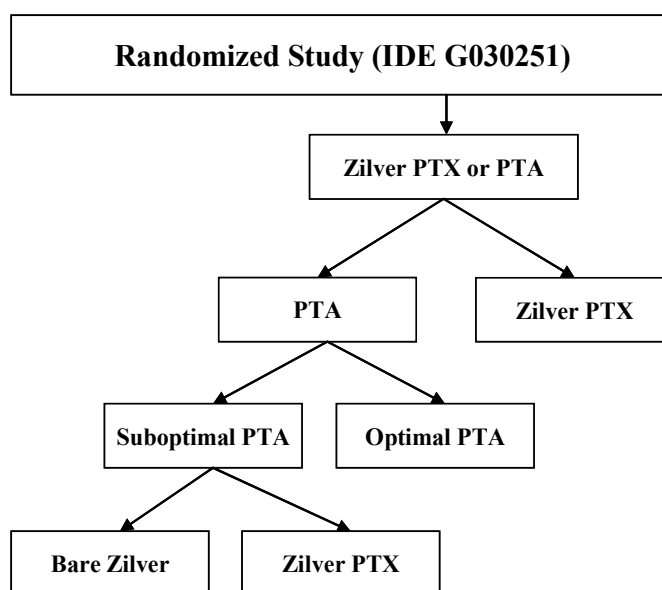 Randomized Study (IDE G030251)
Zilver PTX or PTA
PTA
Zilver PTX
Suboptimal PTA
Optimal PTA
Bare Zilver
Zilver PTX